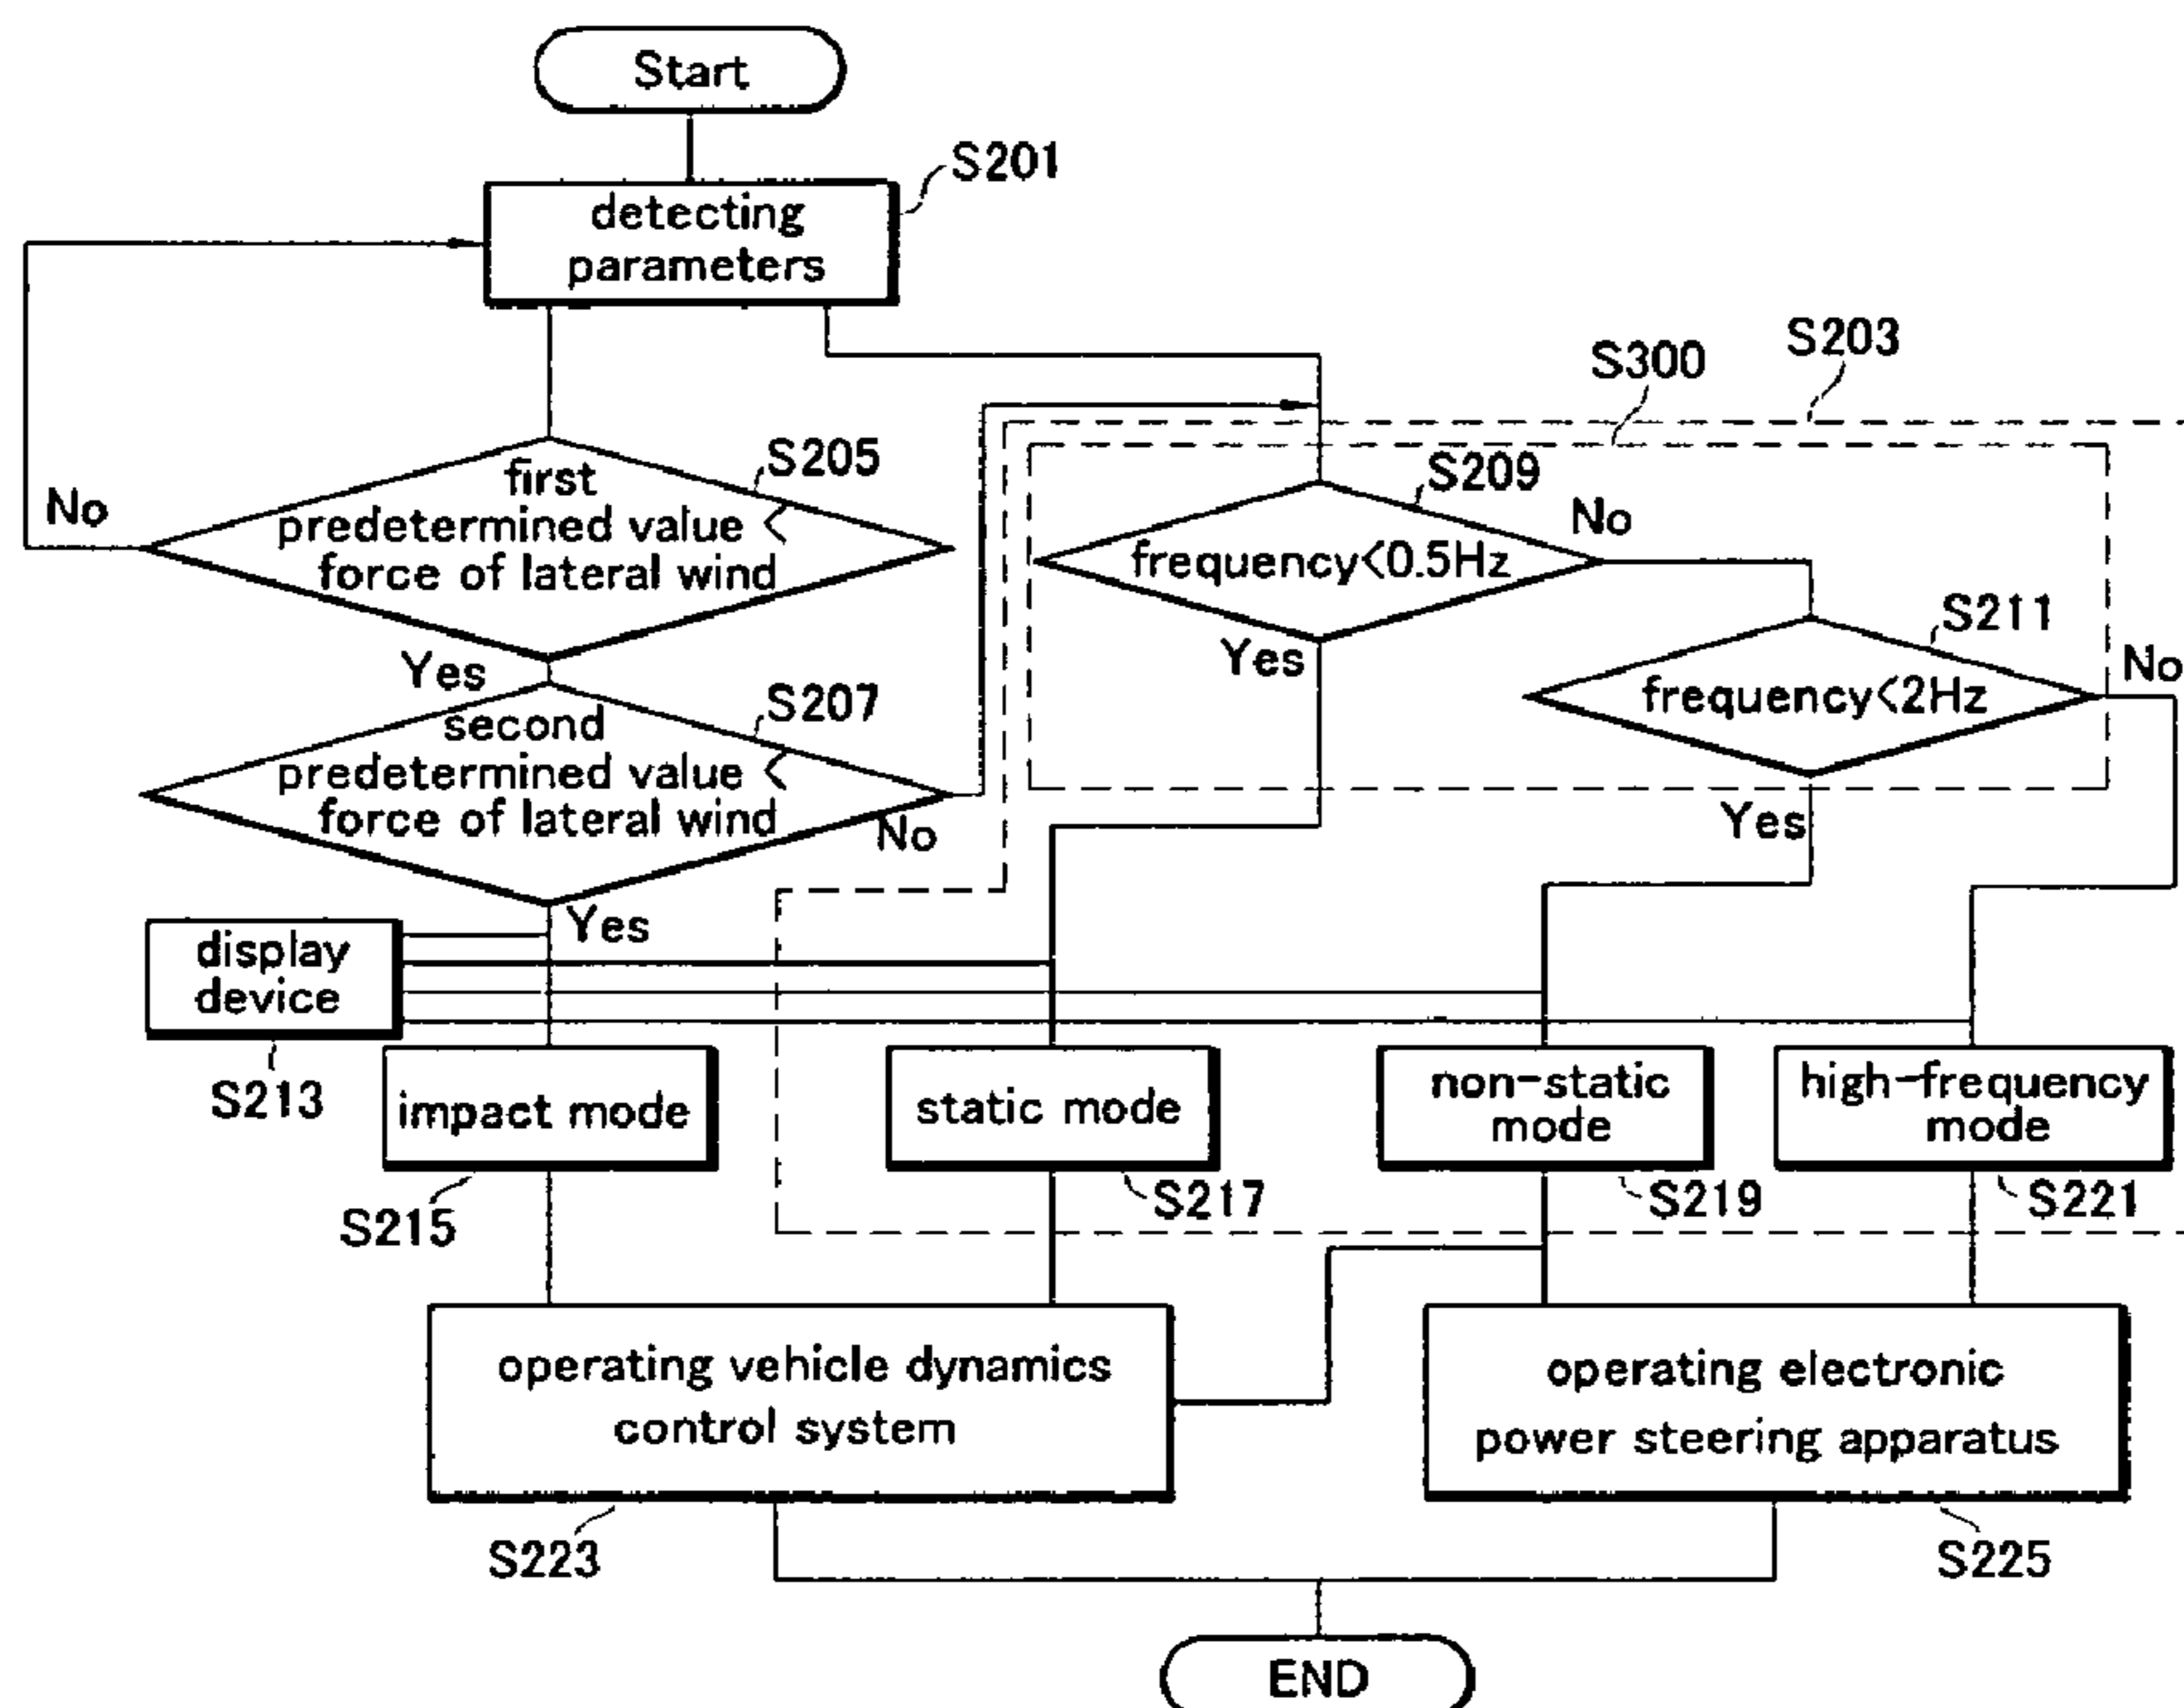 Start
S201
detecting
parameters
S203
S300
S205
first
predetermined value <
force of lateral wind
No
S209
No
frequency<0.5Hz
Yes
S211
No
frequency<2Hz
Yes
Yes
S207
second
predetermined value <
force of lateral wind
No
Yes
display
device
S213
impact mode
S215
static mode
S217
non-static
mode
S219
high-frequency
mode
S221
operating vehicle dynamics
control system
S223
operating electronic
power steering apparatus
S225
END